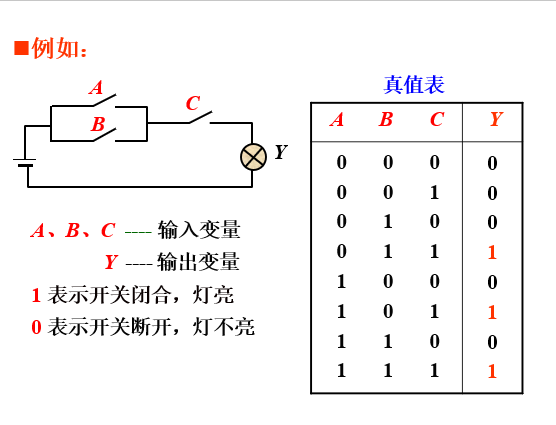 ■例如：
A
B
C
Y
A、B、C ---- 输入变量
Y ---- 输出变量
1 表示开关闭合，灯亮
0 表示开关断开，灯不亮
真值表
A B C Y
0 0 0 0
0 0 1 0
0 1 0 0
0 1 1 1
1 0 0 0
1 0 1 1
1 1 0 0
1 1 1 1